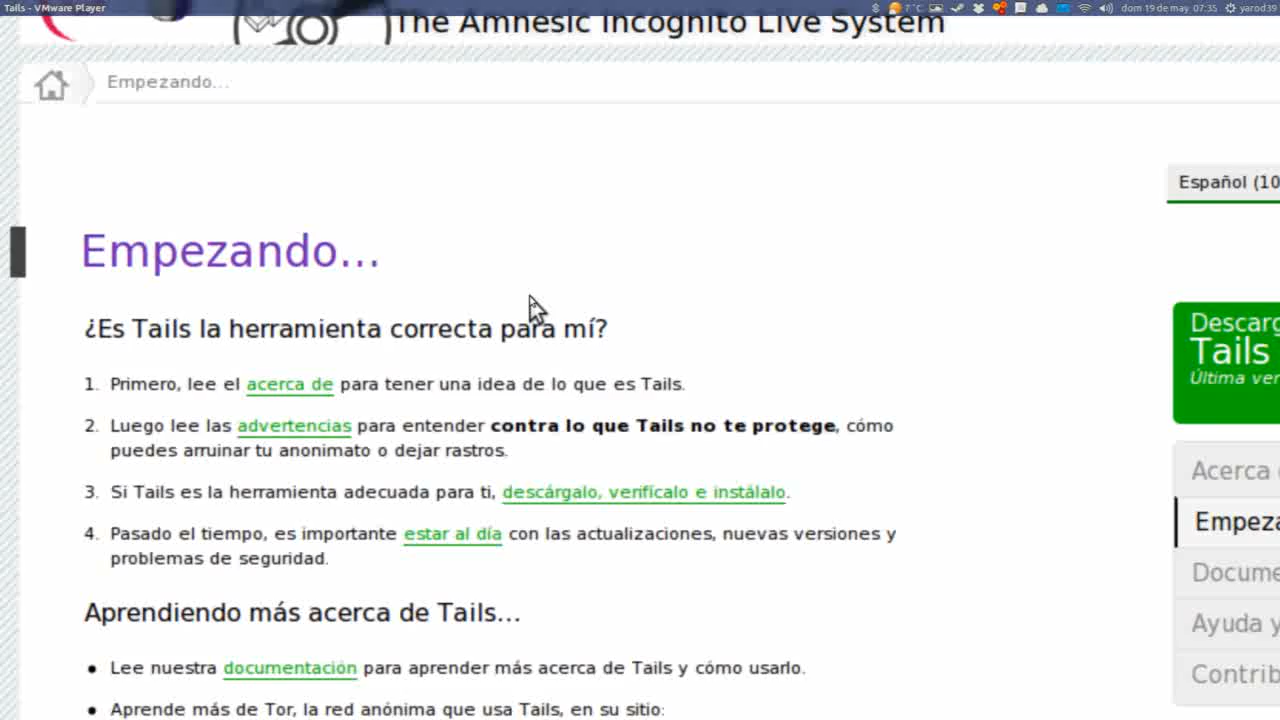 Tails - VMware Player
7°C
dom 19 de may, 07:35
yarod39
The Amnesic Incognito Live System
Empezando...
Español (10
Empezando...
¿Es Tails la herramienta correcta para mí?
1. Primero, lee el acerca de para tener una idea de lo que es Tails.
2. Luego lee las advertencias para entender contra lo que Tails no te protege, cómo
puedes arruinar tu anonimato o dejar rastros.
3. Si Tails es la herramienta adecuada para ti, descárgalo, verifícalo e instálalo.
4. Pasado el tiempo, es importante estar al día con las actualizaciones, nuevas versiones y
problemas de seguridad.
Aprendiendo más acerca de Tails...
• Lee nuestra documentación para aprender más acerca de Tails y cómo usarlo.
• Aprende más de Tor, la red anónima que usa Tails, en su sitio:
Descarg
Tails
Última ver
Acerca
Empeza
Docume
Ayuda y
Contrib